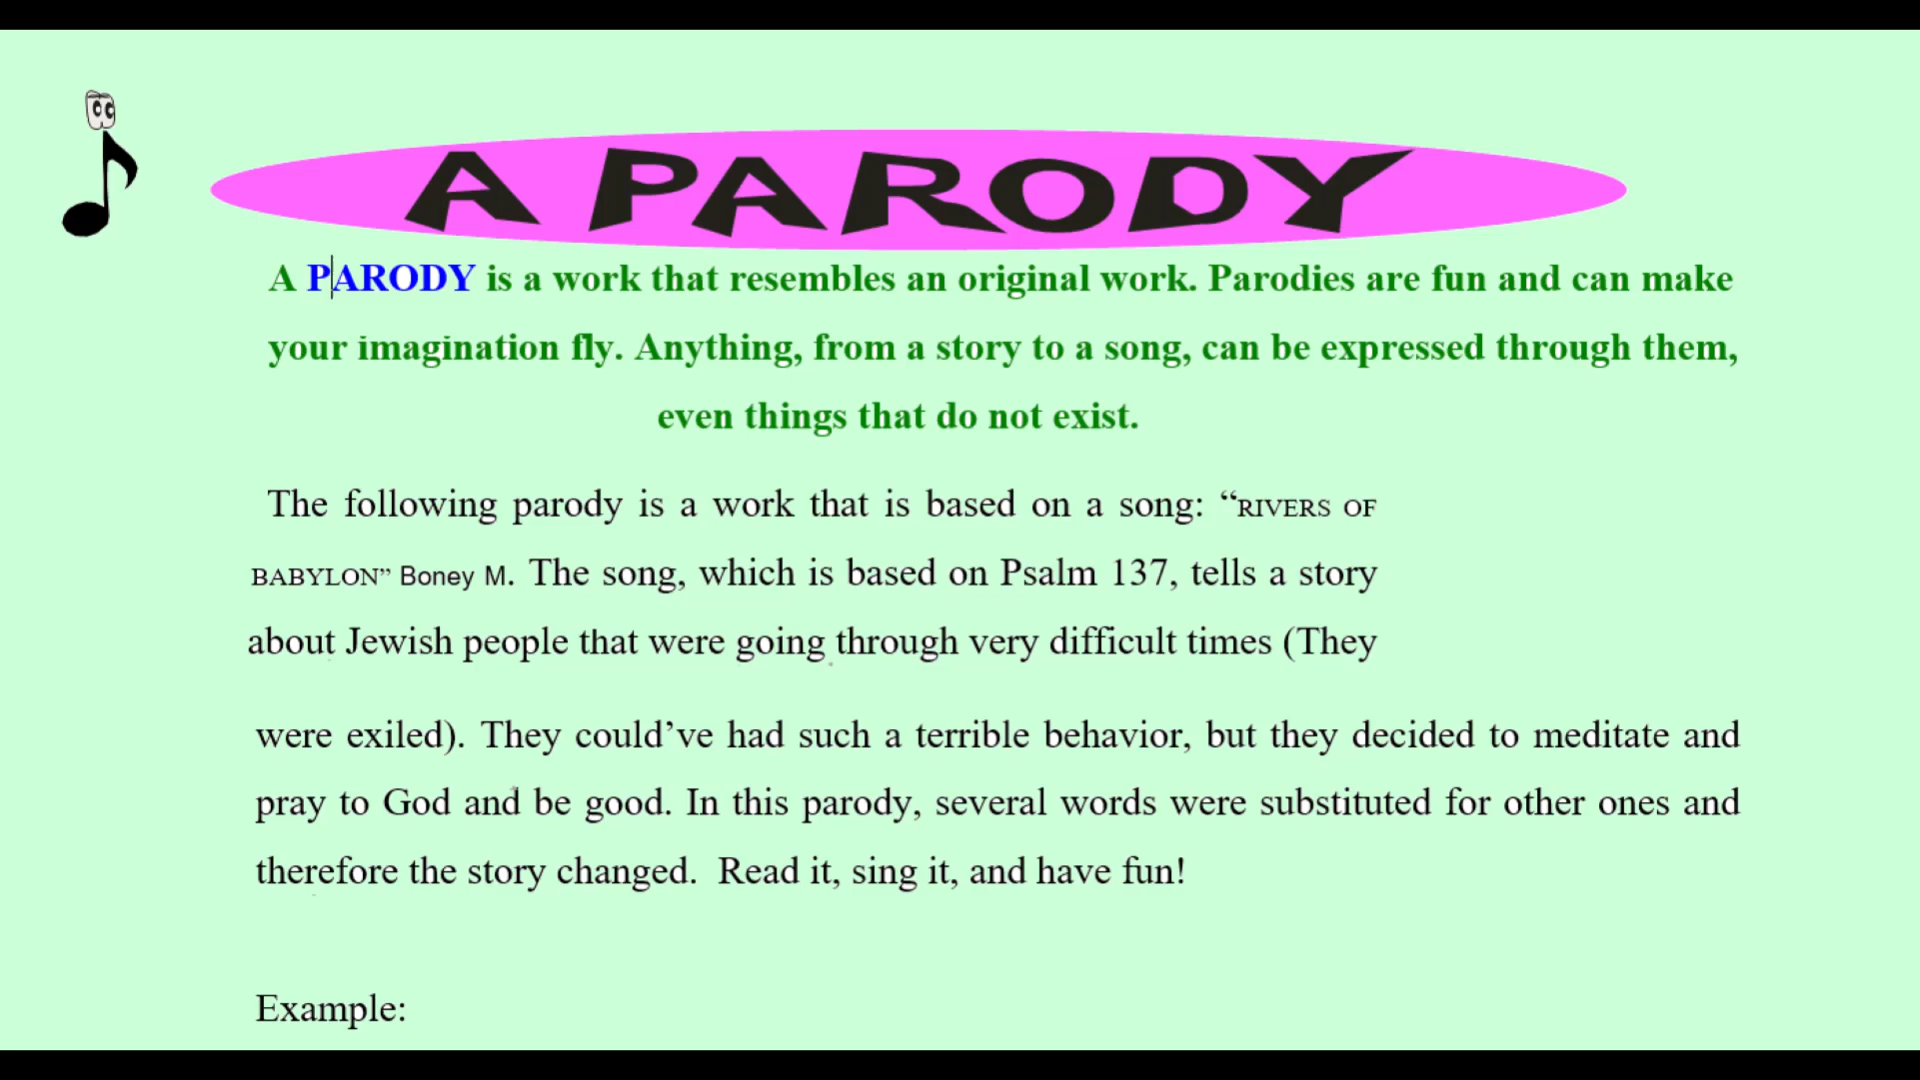 A PARODY
A PARODY is a work that resembles an original work. Parodies are fun and can make
your imagination fly. Anything, from a story to a song, can be expressed through them,
even things that do not exist.
The following parody is a work that is based on a song: “RIVERS OF
BABYLON” Boney M. The song, which is based on Psalm 137, tells a story
about Jewish people that were going through very difficult times (They
were exiled). They could’ve had such a terrible behavior, but they decided to meditate and
pray to God and be good. In this parody, several words were substituted for other ones and
therefore the story changed.  Read it, sing it, and have fun!
Example: